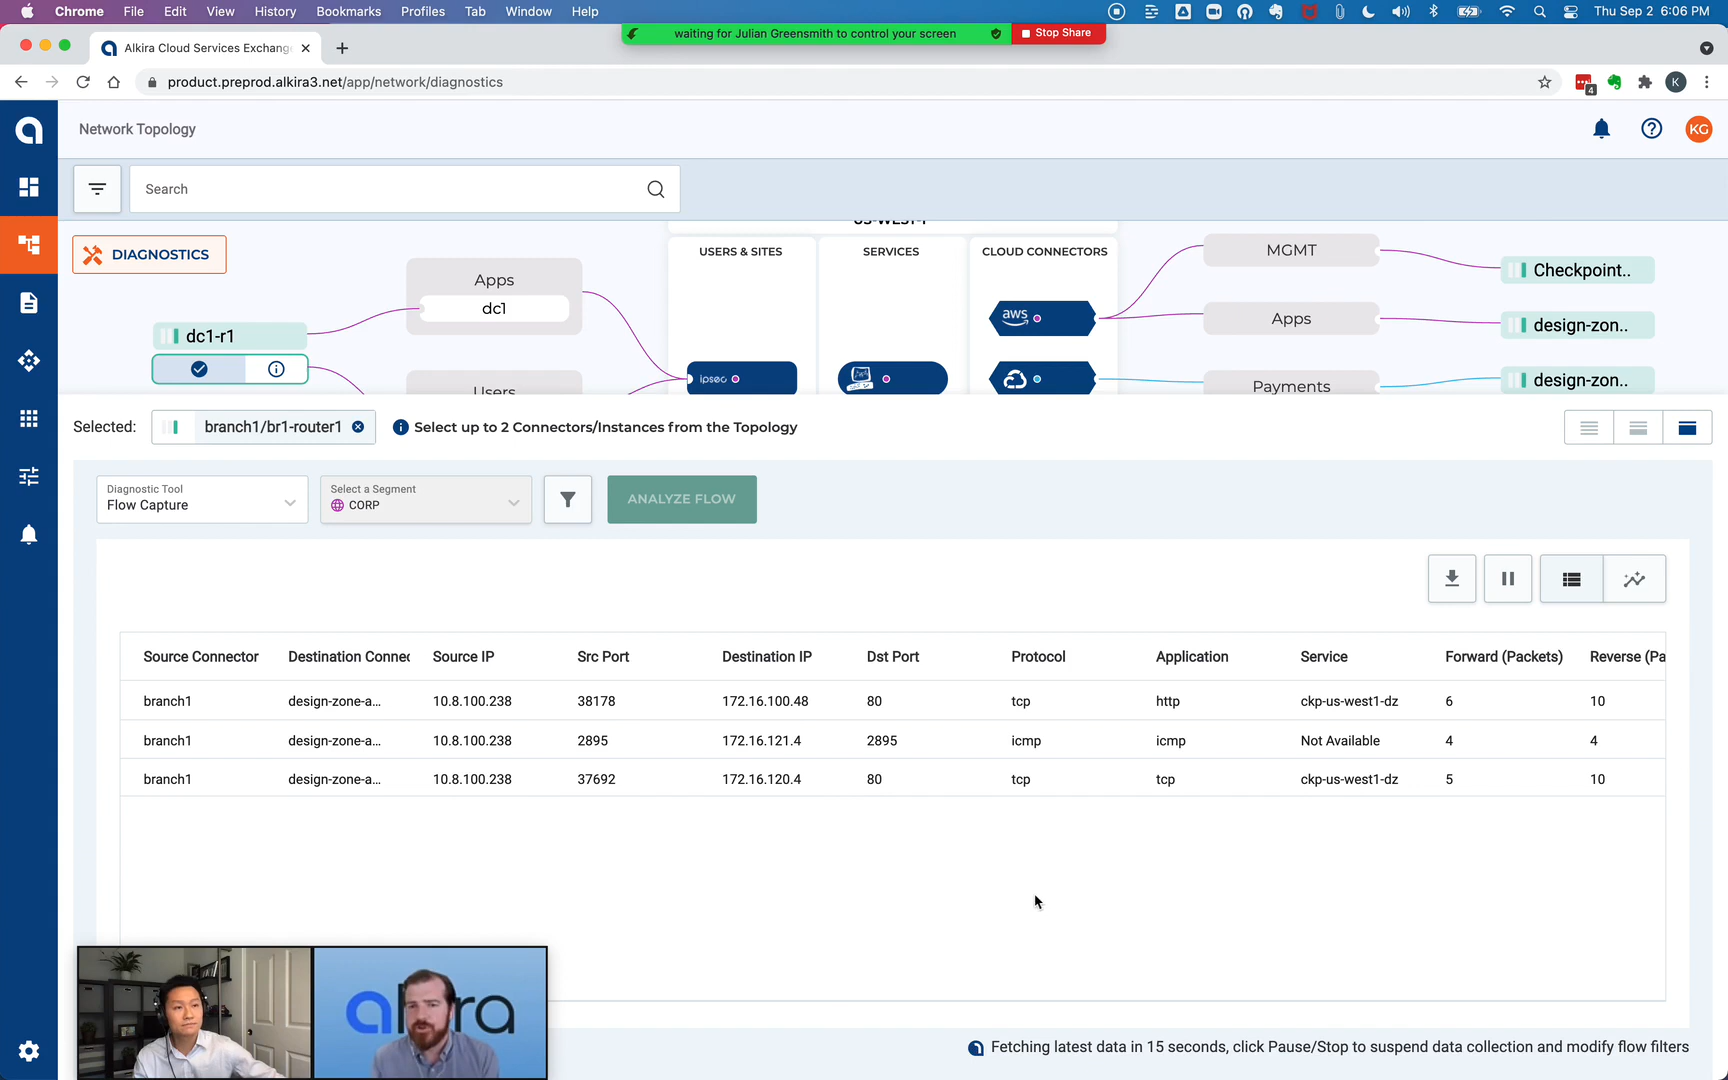 Chrome File Edit View History Bookmarks Profiles Tab Window Help
Thu Sep 2 6:06 PM
waiting for Julian Greensmith to control your screen
Stop Share
Alkira Cloud Services Exchang
product.preprod.alkira3.net/app/network/diagnostics
4
K
Network Topology
KG
Search
DIAGNOSTICS
US-WEST-1
USERS & SITES
SERVICES
CLOUD CONNECTORS
Apps
dc1
dc1-r1
Users
ipsec
aws
MGMT
Apps
Payments
Checkpoint..
design-zon..
design-zon..
Selected: branch1/br1-router1
Select up to 2 Connectors/Instances from the Topology
Diagnostic Tool
Flow Capture
Select a Segment
CORP
ANALYZE FLOW
Source Connector Destination Connec Source IP Src Port Destination IP Dst Port Protocol Application Service Forward (Packets) Reverse (Pa
branch1 design-zone-a... 10.8.100.238 38178 172.16.100.48 80 tcp http ckp-us-west1-dz 6 10
branch1 design-zone-a... 10.8.100.238 2895 172.16.121.4 2895 icmp icmp Not Available 4 4
branch1 design-zone-a... 10.8.100.238 37692 172.16.120.4 80 tcp tcp ckp-us-west1-dz 5 10
Fetching latest data in 15 seconds, click Pause/Stop to suspend data collection and modify flow filters